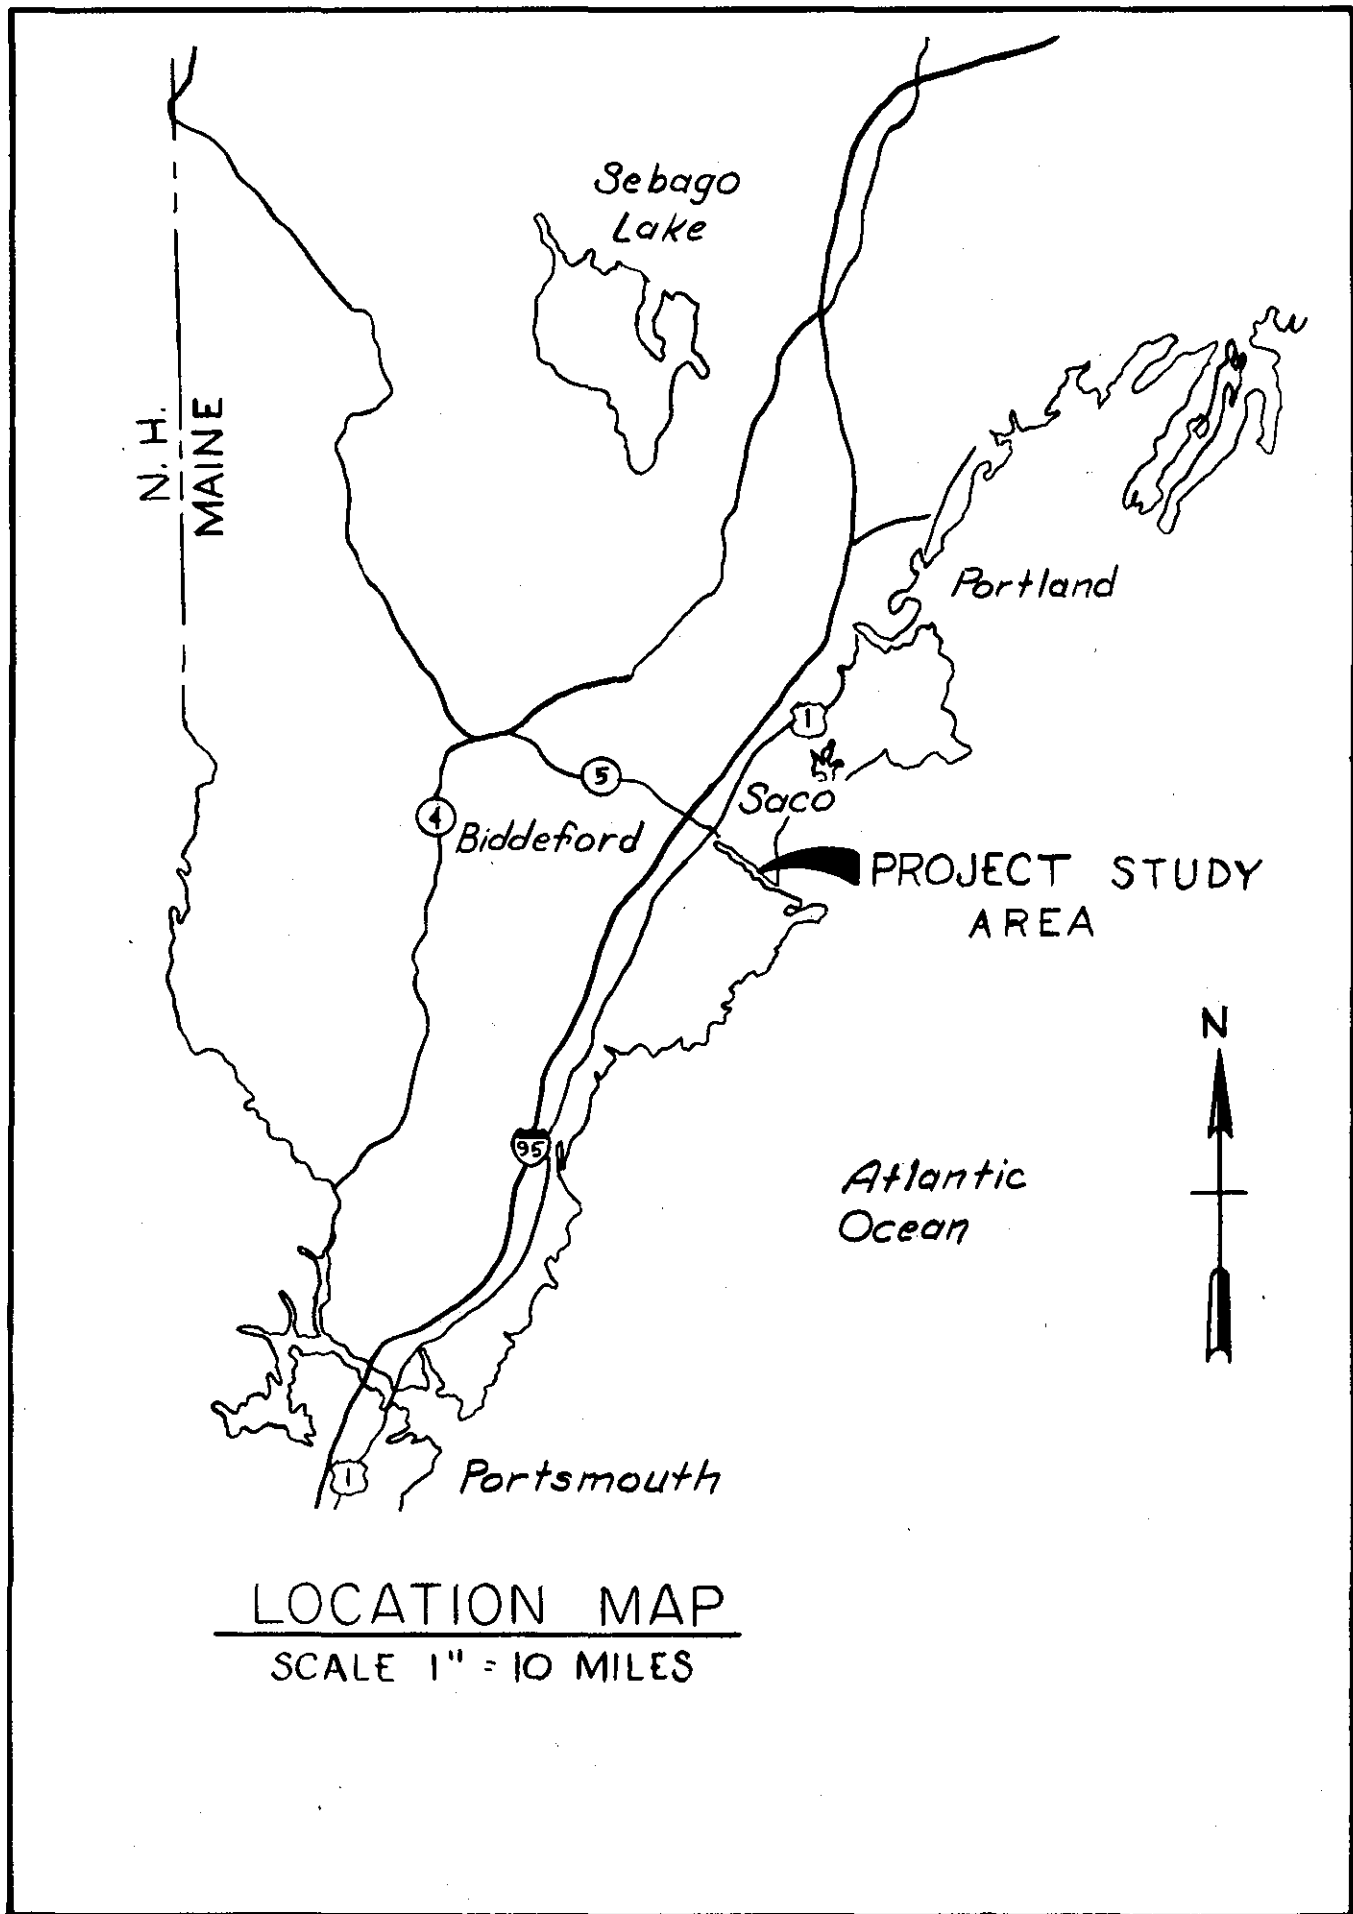 Sebago
Lake
N. H.
MAINE
Portland
1
5
Saco
4
Biddeford
PROJECT STUDY
AREA
N
95
Atlantic
Ocean
1
Portsmouth
LOCATION MAP
SCALE 1" = 10 MILES